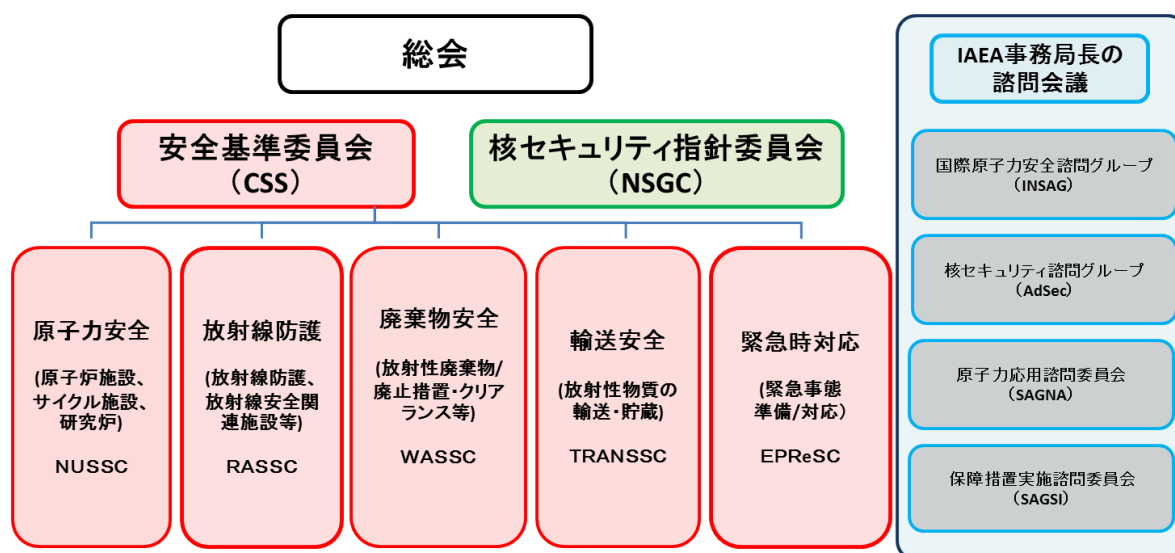 総会
安全基準委員会
（CSS）
核セキュリティ指針委員会
（NSGC）
原子力安全
(原子炉施設、
サイクル施設、
研究炉)
NUSSC
放射線防護
(放射線防護、
放射線安全関
連施設等)
RASSC
廃棄物安全
(放射性廃棄物/
廃止措置・クリア
ランス等)
WASSC
輸送安全
(放射性物質の
輸送・貯蔵)
TRANSSC
緊急時対応
(緊急事態
準備/対応）
EPReSC
IAEA事務局長の
諮問会議
国際原子力安全諮問グループ
（INSAG）
核セキュリティ諮問グループ
（AdSec）
原子力応用諮問委員会
（SAGNA）
保障措置実施諮問委員会
（SAGSI）